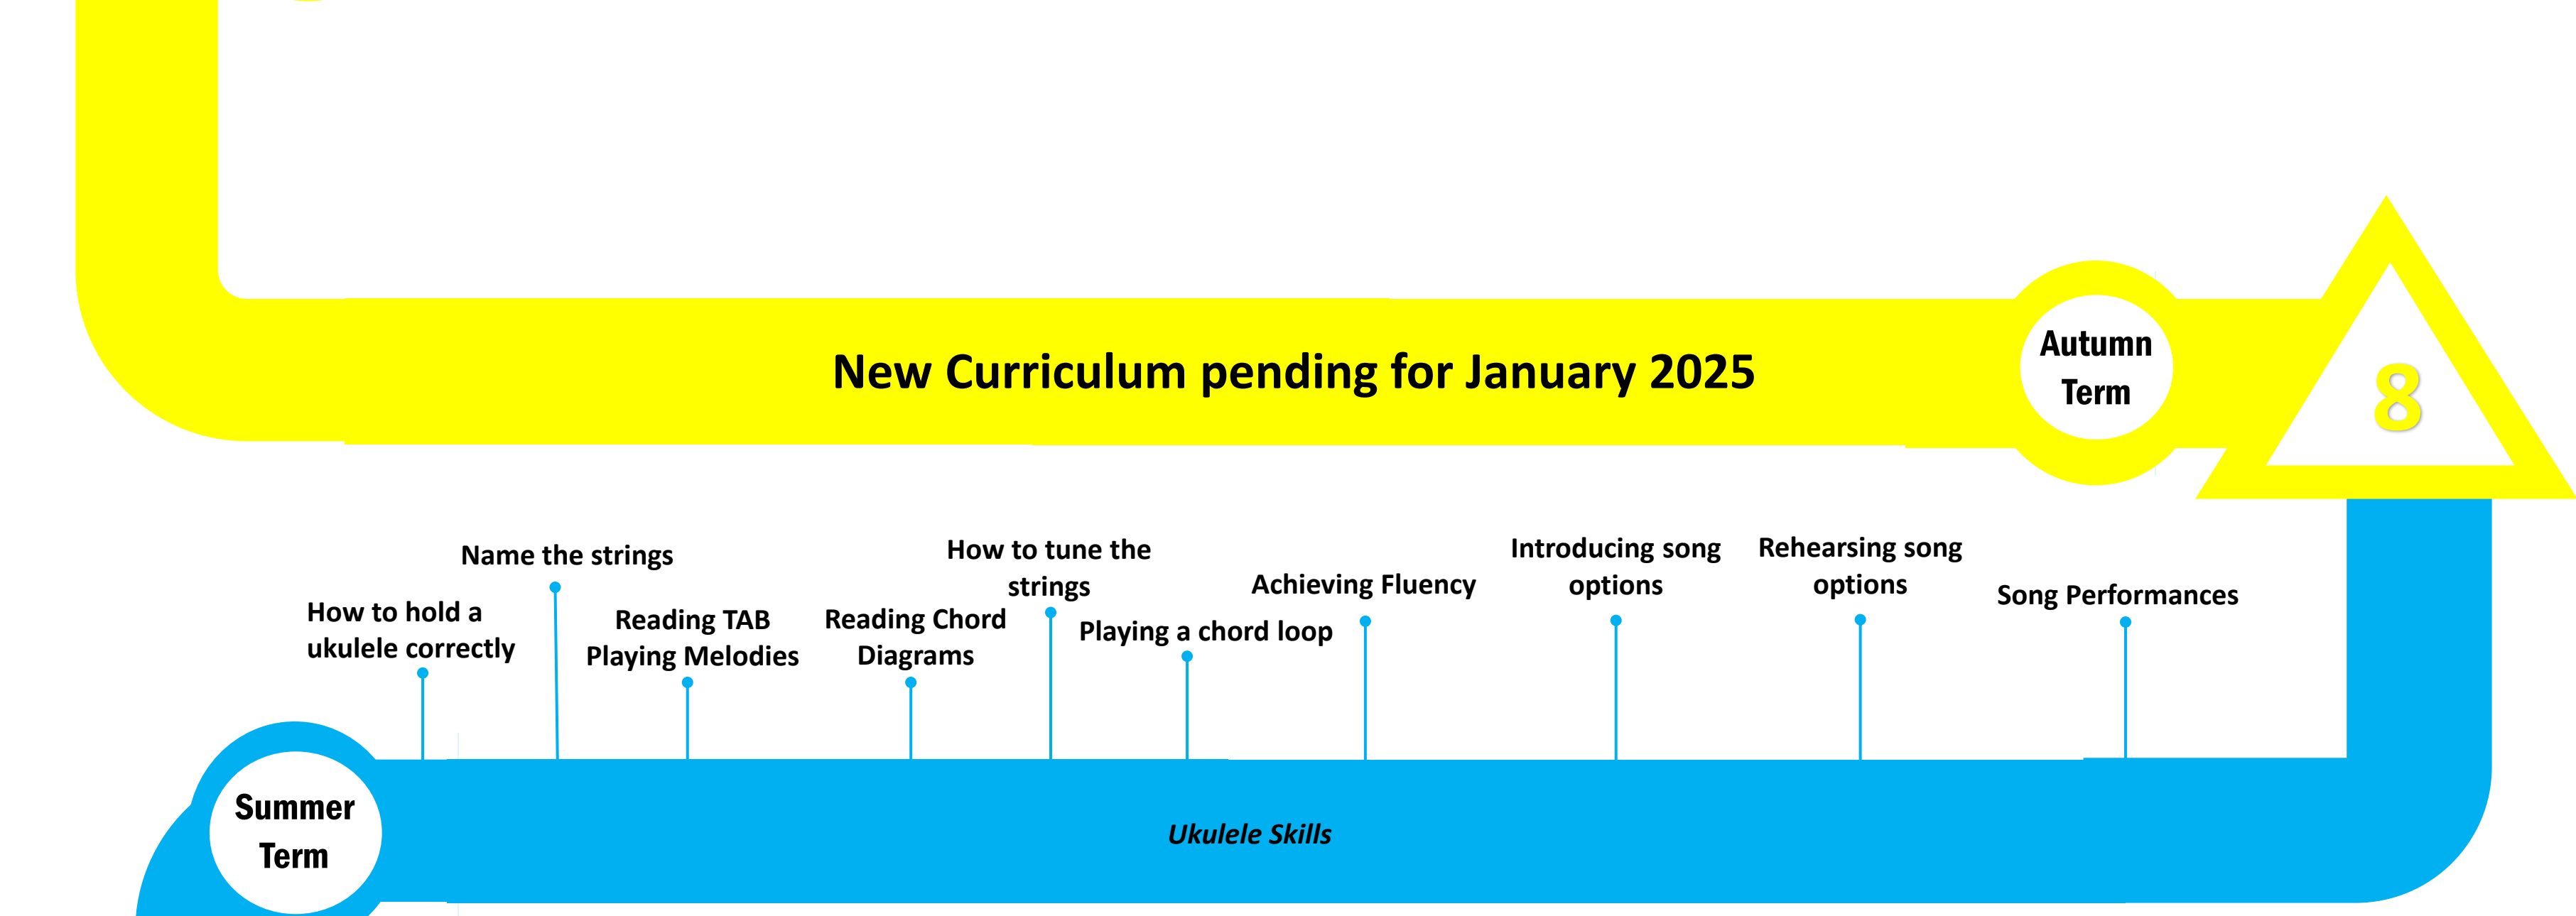 New Curriculum pending for January 2025
Autumn
Term
8
How to hold a
ukulele correctly
Name the strings
Reading TAB
Playing Melodies
Reading Chord
Diagrams
How to tune the
strings
Playing a chord loop
Achieving Fluency
Introducing song
options
Rehearsing song
options
Song Performances
Summer
Term
Ukulele Skills